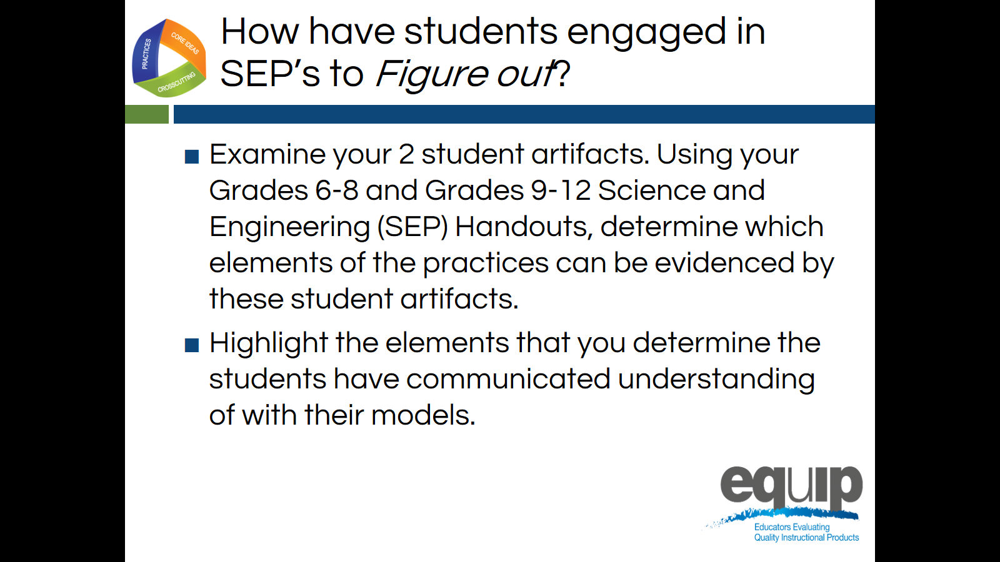 PRACTICES
CORE IDEAS
CROSSCUTTING
How have students engaged in
SEP’s to Figure out?
Examine your 2 student artifacts. Using your
Grades 6-8 and Grades 9-12 Science and
Engineering (SEP) Handouts, determine which
elements of the practices can be evidenced by
these student artifacts.
Highlight the elements that you determine the
students have communicated understanding
of with their models.
equip
Educators Evaluating
Quality Instructional Products